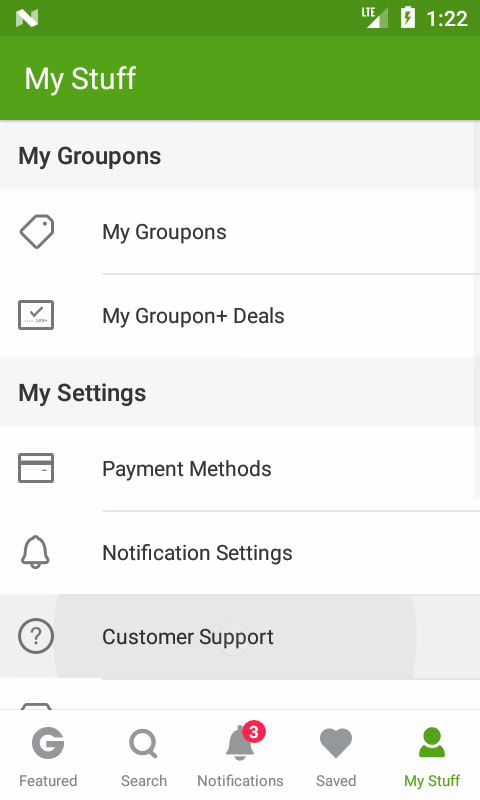 LTE 1:22
My Stuff
My Groupons
My Groupons
My Groupon+ Deals
My Settings
Payment Methods
Notification Settings
? Customer Support
3
Featured Search Notifications Saved My Stuff